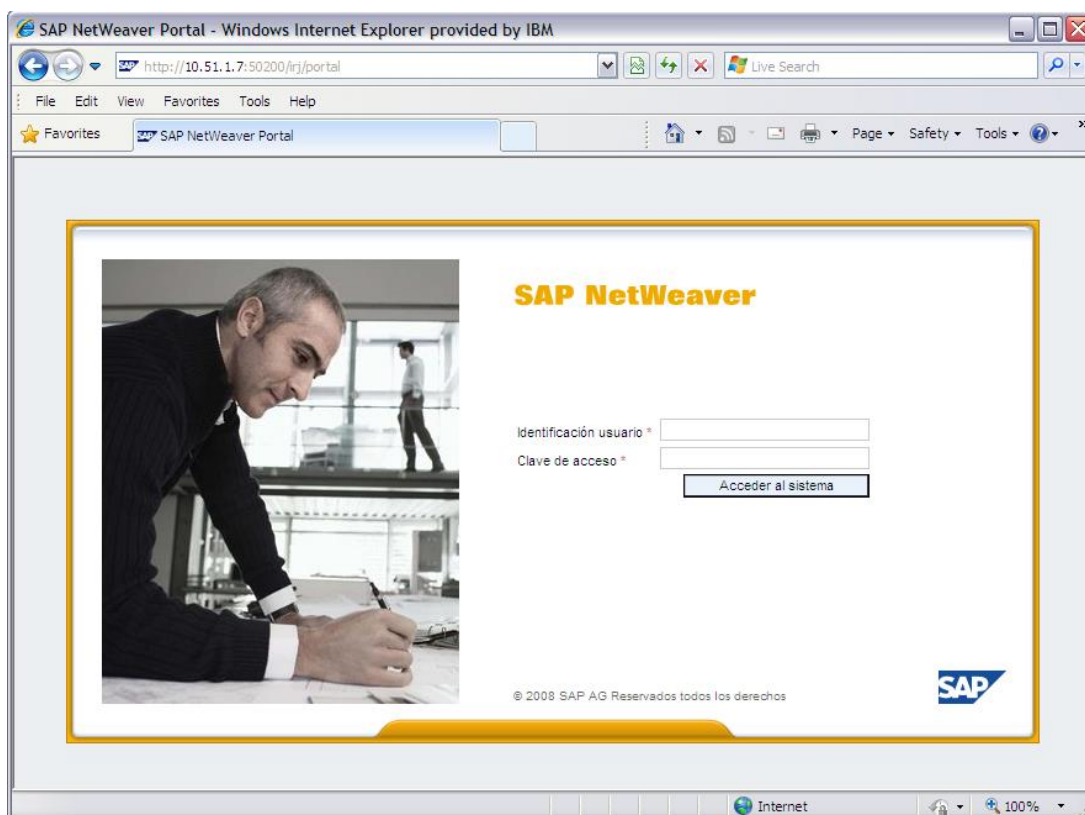 SAP NetWeaver Portal - Windows Internet Explorer provided by IBM
SAP http://10.51.1.7:50200/irj/portal
Live Search
File Edit View Favorites Tools Help
Favorites
SAP SAP NetWeaver Portal
Page Safety Tools
SAP NetWeaver
Identificación usuario *
Clave de acceso *
Acceder al sistema
© 2008 SAP AG Reservados todos los derechos
SAP
Internet
100%